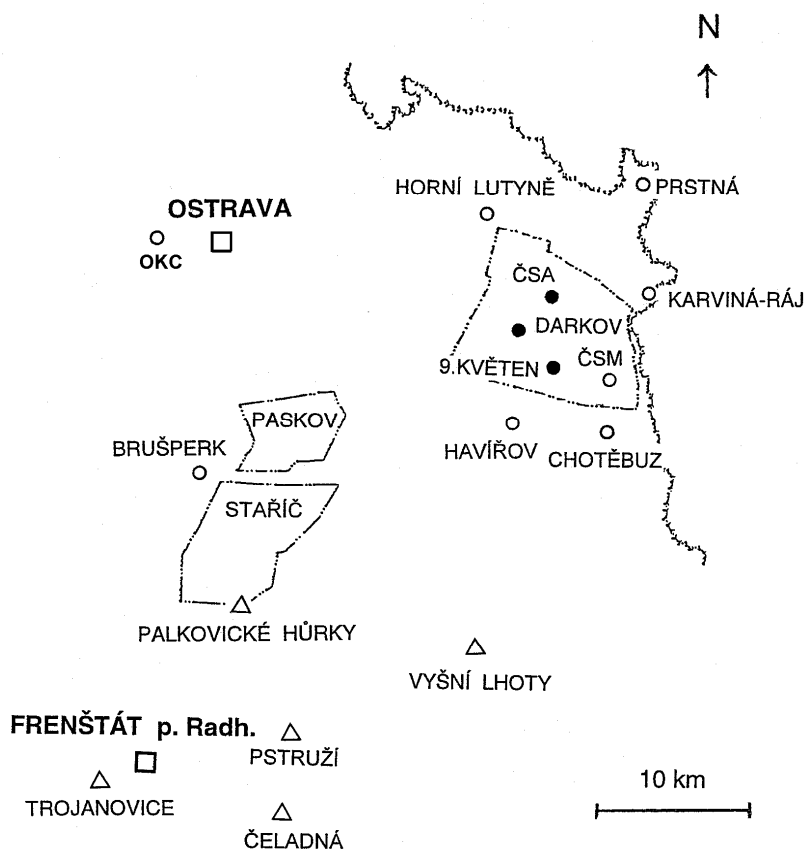 N
HORNÍ LUTYNĚ
PRSTNÁ
OSTRAVA
OKC
ČSA
KARVINÁ-RÁJ
DARKOV
9.KVĚTEN
ČSM
PASKOV
BRUŠPERK
HAVÍŘOV
CHOTĚBUZ
STAŘÍČ
PALKOVICKÉ HŮRKY
VYŠNÍ LHOTY
FRENŠTÁT p. Radh.
PSTRUŽÍ
10 km
TROJANOVICE
ČELADNÁ